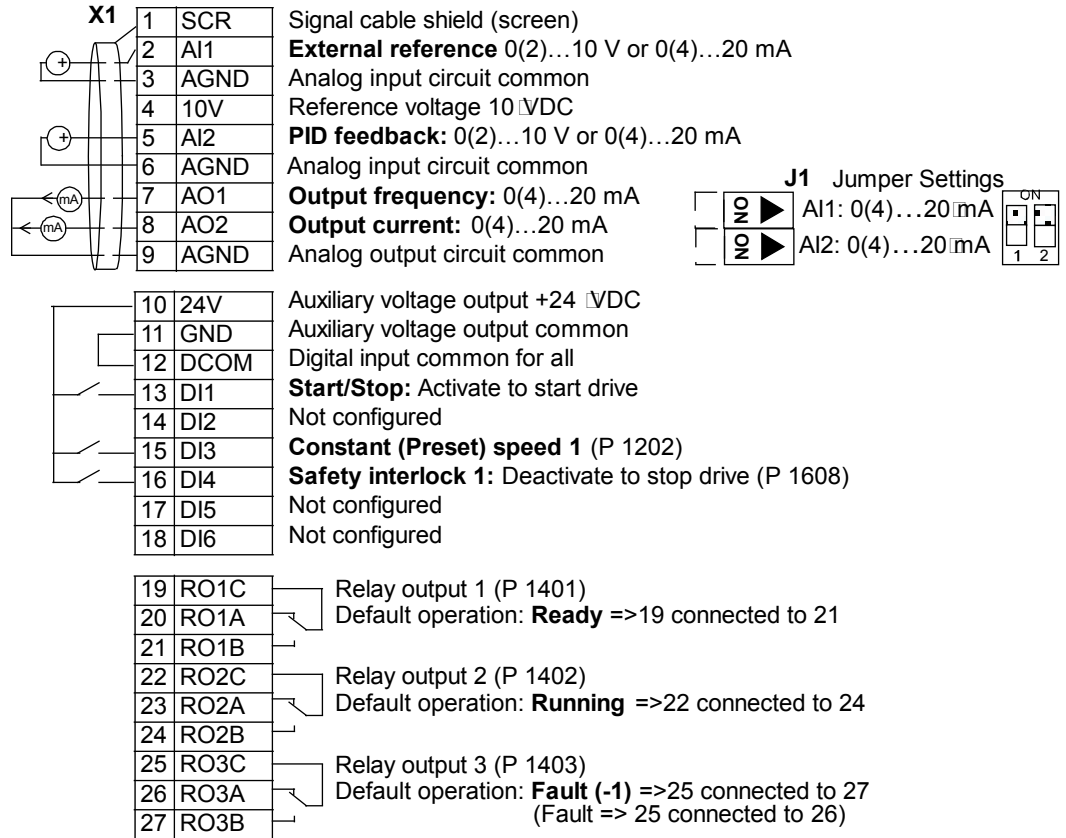 X1
1 SCR Signal cable shield (screen)
2 AI1 External reference 0(2)…10 V or 0(4)…20 mA
3 AGND Analog input circuit common
4 10V Reference voltage 10 VDC
5 AI2 PID feedback: 0(2)…10 V or 0(4)…20 mA
6 AGND Analog input circuit common
mA 7 AO1 Output frequency: 0(4)…20 mA
mA 8 AO2 Output current: 0(4)…20 mA
9 AGND Analog output circuit common
J1 Jumper Settings
ON AI1: 0(4)…20 mA
ON AI2: 0(4)…20 mA
ON
1 2
10 24V Auxiliary voltage output +24 VDC
11 GND Auxiliary voltage output common
12 DCOM Digital input common for all
13 DI1 Start/Stop: Activate to start drive
14 DI2 Not configured
15 DI3 Constant (Preset) speed 1 (P 1202)
16 DI4 Safety interlock 1: Deactivate to stop drive (P 1608)
17 DI5 Not configured
18 DI6 Not configured
19 RO1C Relay output 1 (P 1401)
20 RO1A Default operation: Ready =>19 connected to 21
21 RO1B
22 RO2C Relay output 2 (P 1402)
23 RO2A Default operation: Running =>22 connected to 24
24 RO2B
25 RO3C Relay output 3 (P 1403)
26 RO3A Default operation: Fault (-1) =>25 connected to 27
(Fault => 25 connected to 26)
27 RO3B